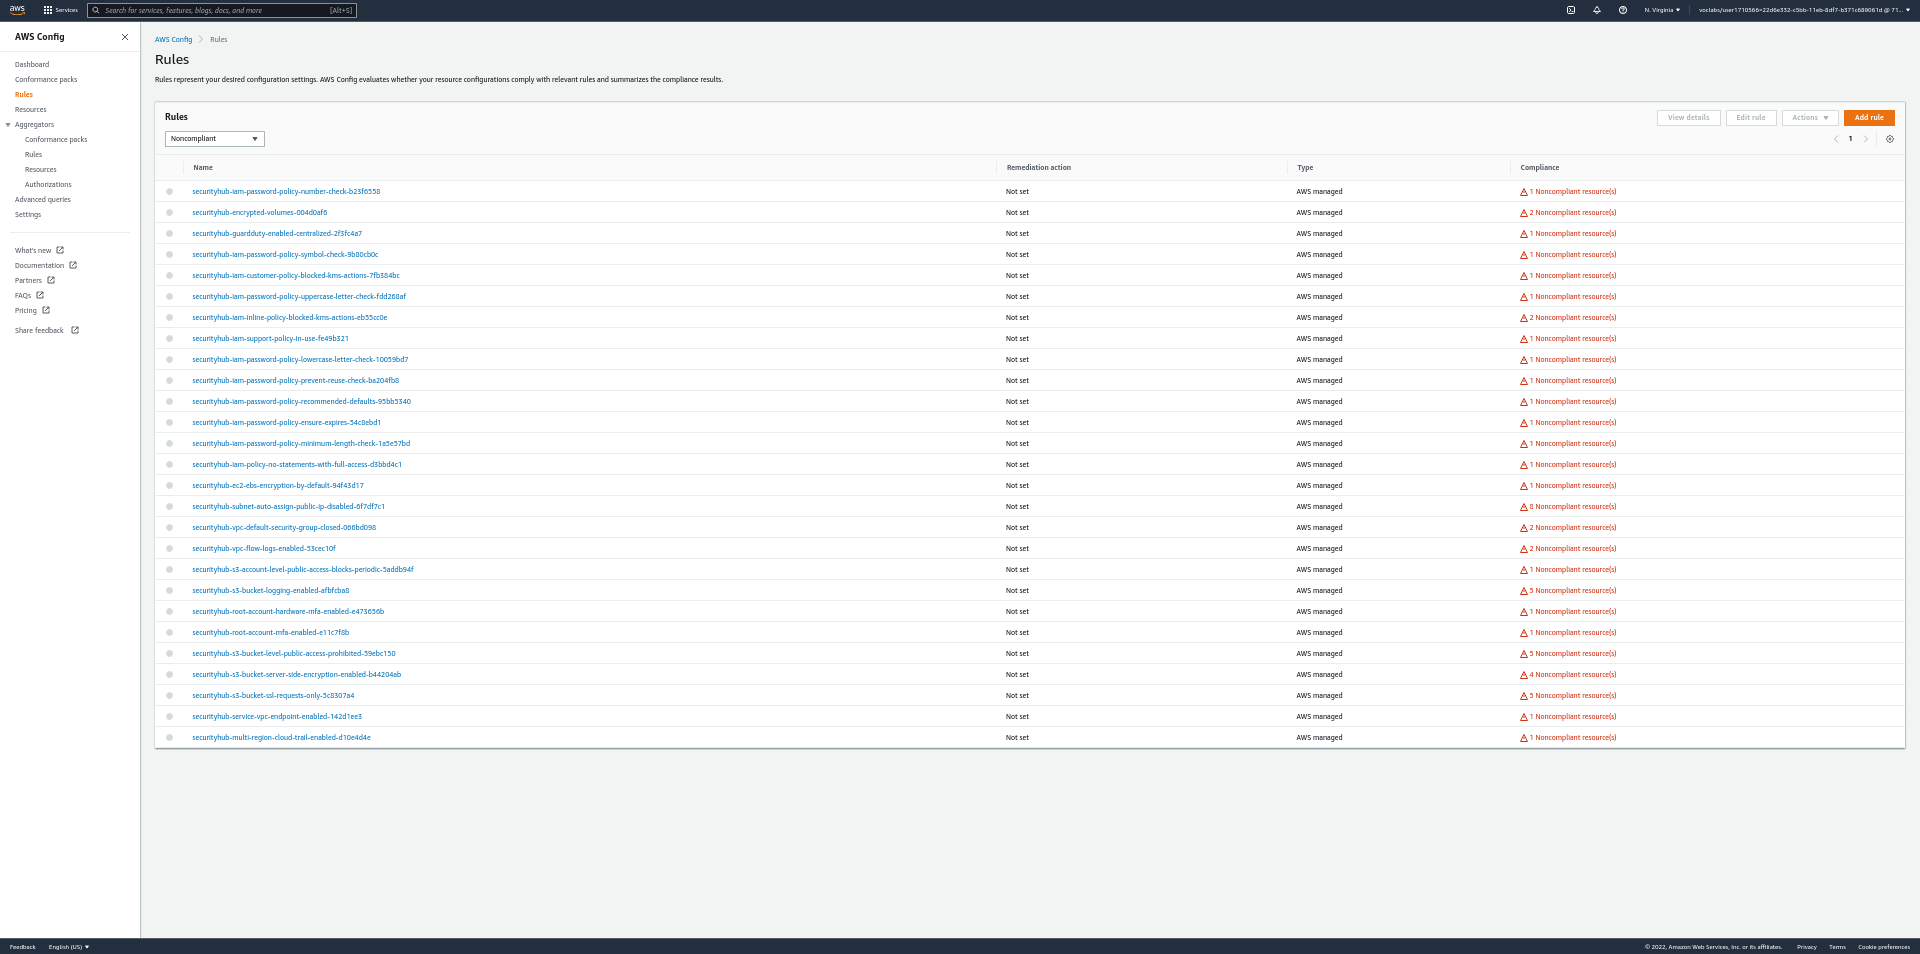 aws Services Search for services, features, blogs, docs, and more [Alt+S] N. Virginia voclabs/user1710566=22d6e332-c5bb-11eb-8df7-b371c689061d @ 71...
AWS Config
Dashboard
Conformance packs
Rules
Resources
Aggregators
Conformance packs
Rules
Resources
Authorizations
Advanced queries
Settings
What's new
Documentation
Partners
FAQs
Pricing
Share feedback
AWS Config Rules
Rules
Rules represent your desired configuration settings. AWS Config evaluates whether your resource configurations comply with relevant rules and summarizes the compliance results.
Rules View details Edit rule Actions Add rule
Noncompliant 1
Name Remediation action Type Compliance
securityhub-iam-password-policy-number-check-b23f6558 Not set AWS managed 1 Noncompliant resource(s)
securityhub-encrypted-volumes-004d0af6 Not set AWS managed 2 Noncompliant resource(s)
securityhub-guardduty-enabled-centralized-2f3fc4a7 Not set AWS managed 1 Noncompliant resource(s)
securityhub-iam-password-policy-symbol-check-9b80cb0c Not set AWS managed 1 Noncompliant resource(s)
securityhub-iam-customer-policy-blocked-kms-actions-7fb384bc Not set AWS managed 1 Noncompliant resource(s)
securityhub-iam-password-policy-uppercase-letter-check-fdd268af Not set AWS managed 1 Noncompliant resource(s)
securityhub-iam-inline-policy-blocked-kms-actions-eb55cc0e Not set AWS managed 2 Noncompliant resource(s)
securityhub-iam-support-policy-in-use-fe49b321 Not set AWS managed 1 Noncompliant resource(s)
securityhub-iam-password-policy-lowercase-letter-check-10059bd7 Not set AWS managed 1 Noncompliant resource(s)
securityhub-iam-password-policy-prevent-reuse-check-ba204fb8 Not set AWS managed 1 Noncompliant resource(s)
securityhub-iam-password-policy-recommended-defaults-95bb5340 Not set AWS managed 1 Noncompliant resource(s)
securityhub-iam-password-policy-ensure-expires-54c8ebd1 Not set AWS managed 1 Noncompliant resource(s)
securityhub-iam-password-policy-minimum-length-check-1a5e57bd Not set AWS managed 1 Noncompliant resource(s)
securityhub-iam-policy-no-statements-with-full-access-d3bbd4c1 Not set AWS managed 1 Noncompliant resource(s)
securityhub-ec2-ebs-encryption-by-default-94f43d17 Not set AWS managed 1 Noncompliant resource(s)
securityhub-subnet-auto-assign-public-ip-disabled-6f7df7c1 Not set AWS managed 8 Noncompliant resource(s)
securityhub-vpc-default-security-group-closed-066bd098 Not set AWS managed 2 Noncompliant resource(s)
securityhub-vpc-flow-logs-enabled-53cec10f Not set AWS managed 2 Noncompliant resource(s)
securityhub-s3-account-level-public-access-blocks-periodic-5addb94f Not set AWS managed 1 Noncompliant resource(s)
securityhub-s3-bucket-logging-enabled-afbfcba8 Not set AWS managed 5 Noncompliant resource(s)
securityhub-root-account-hardware-mfa-enabled-e473656b Not set AWS managed 1 Noncompliant resource(s)
securityhub-root-account-mfa-enabled-e11c7f8b Not set AWS managed 1 Noncompliant resource(s)
securityhub-s3-bucket-level-public-access-prohibited-59ebc150 Not set AWS managed 5 Noncompliant resource(s)
securityhub-s3-bucket-server-side-encryption-enabled-b44204ab Not set AWS managed 4 Noncompliant resource(s)
securityhub-s3-bucket-ssl-requests-only-5c8307a4 Not set AWS managed 5 Noncompliant resource(s)
securityhub-service-vpc-endpoint-enabled-142d1ee3 Not set AWS managed 1 Noncompliant resource(s)
securityhub-multi-region-cloud-trail-enabled-d10e4d4e Not set AWS managed 1 Noncompliant resource(s)
Feedback English (US) © 2022, Amazon Web Services, Inc. or its affiliates. Privacy Terms Cookie preferences